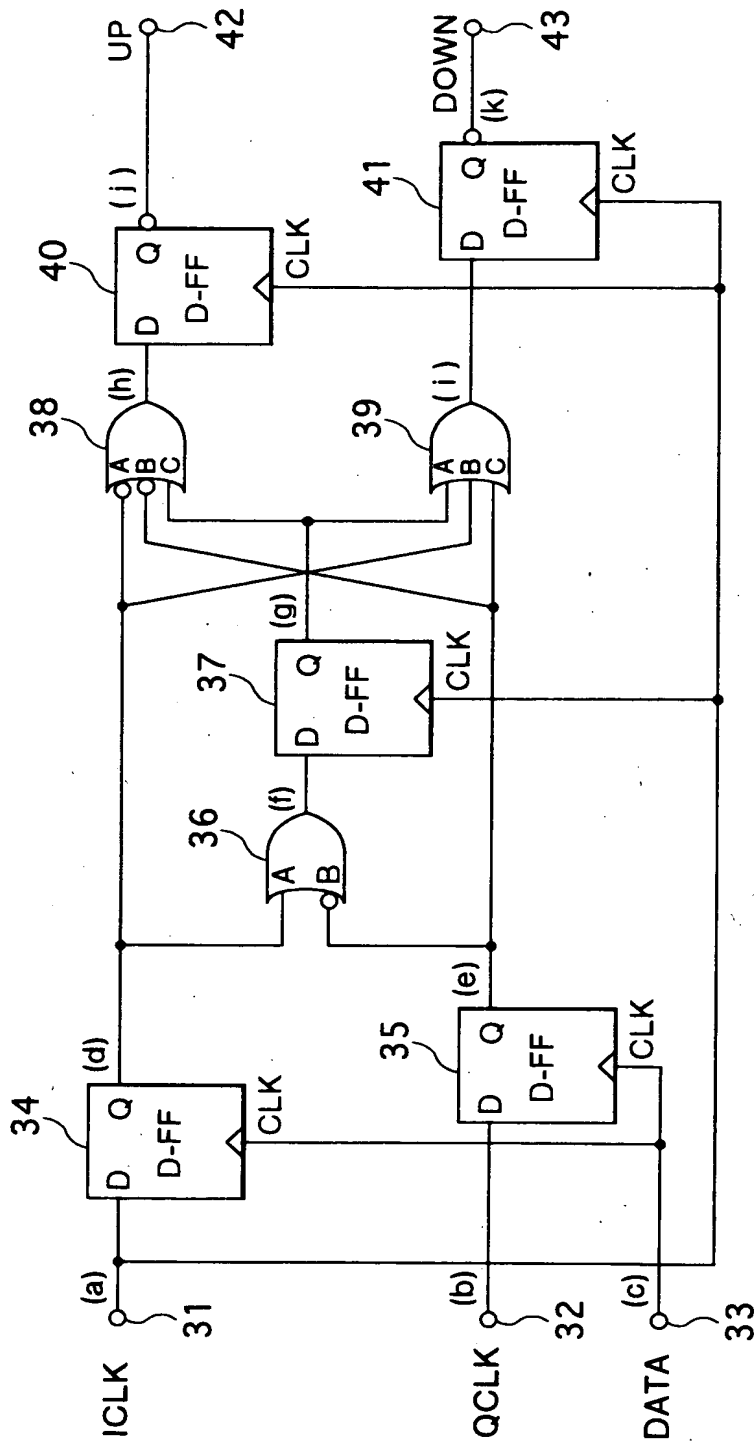 ICLK
(a)
31
QCLK
(b)
32
DATA
(c)
33
34
D
Q
D-FF
CLK
(d)
35
D
Q
D-FF
CLK
(e)
36
A
B
(f)
37
D
Q
D-FF
CLK
(g)
38
A
B
C
(h)
39
A
B
C
(i)
40
D
Q
D-FF
CLK
(j)
UP
42
41
D
Q
D-FF
CLK
(k)
DOWN
43